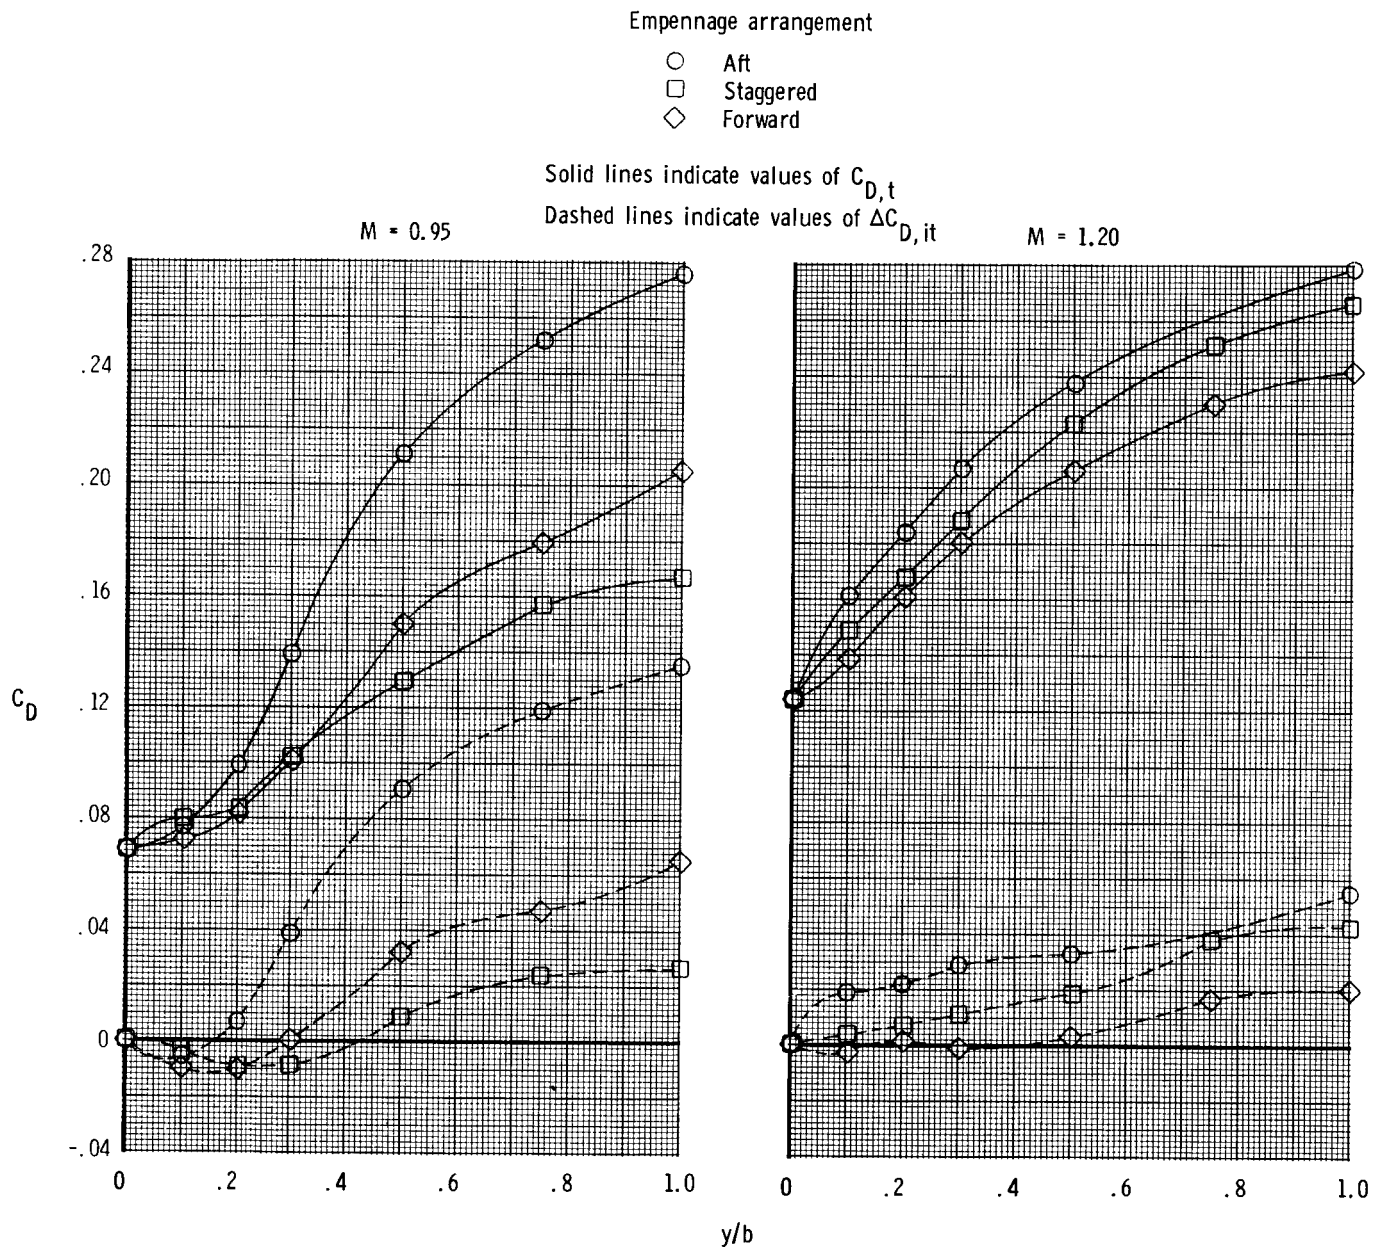 Empennage arrangement
Aft
Staggered
Forward
Solid lines indicate values of C_D,t
Dashed lines indicate values of ΔC_D,it
M = 0.95
M = 1.20
.28
.24
.20
.16
.12
C_D
.08
.04
0
-.04
0 .2 .4 .6 .8 1.0
0 .2 .4 .6 .8 1.0
y/b